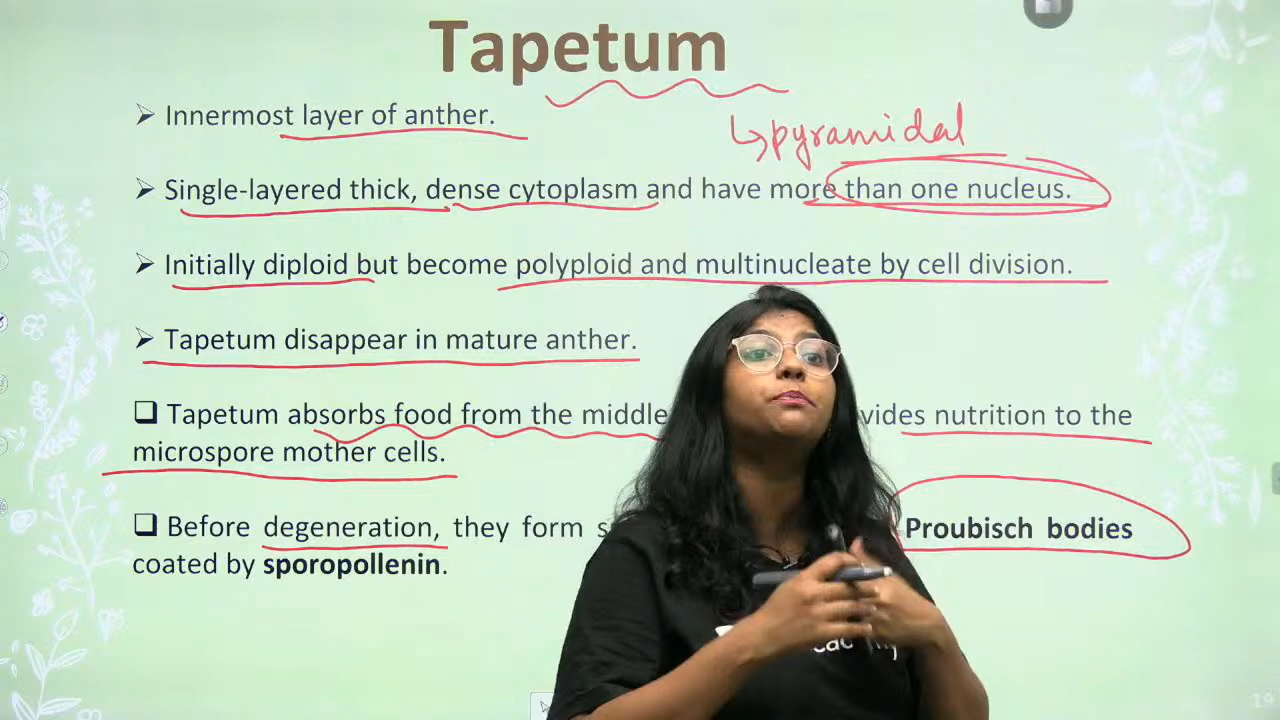 Tapetum
➢ Innermost layer of anther.
↳ pyramidal
➢ Single-layered thick, dense cytoplasm and have more than one nucleus.
➢ Initially diploid but become polyploid and multinucleate by cell division.
➢ Tapetum disappear in mature anther.
❑ Tapetum absorbs food from the middle nutrition to the
microspore mother cells.
❑ Before degeneration, they form Proubisch bodies
coated by sporopollenin.
19